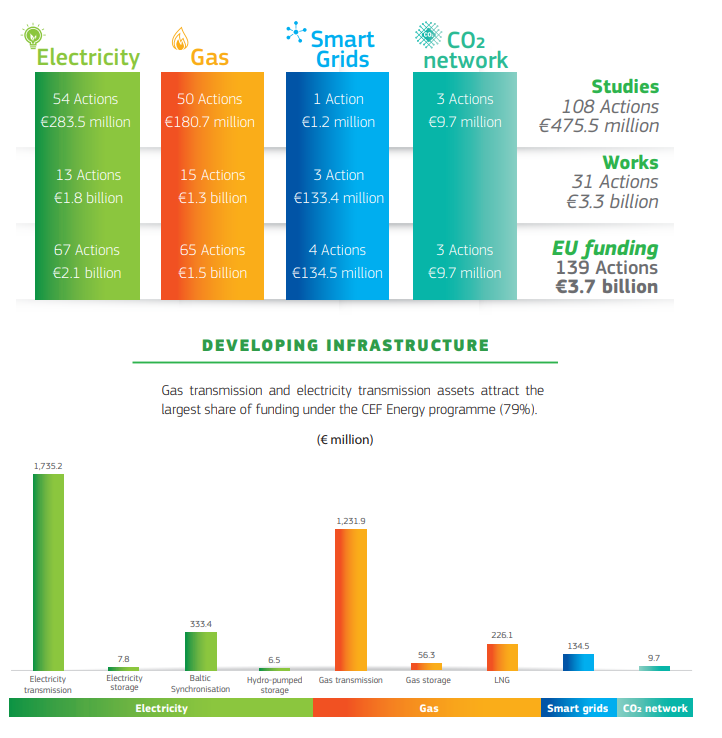 Electricity
Gas
Smart
Grids
CO₂
network
CO₂
54 Actions
€283.5 million
50 Actions
€180.7 million
1 Action
€1.2 million
3 Actions
€9.7 million
Studies
108 Actions
€475.5 million
13 Actions
€1.8 billion
15 Actions
€1.3 billion
3 Action
€133.4 million
Works
31 Actions
€3.3 billion
67 Actions
€2.1 billion
65 Actions
€1.5 billion
4 Actions
€134.5 million
3 Actions
€9.7 million
EU funding
139 Actions
€3.7 billion
DEVELOPING INFRASTRUCTURE
Gas transmission and electricity transmission assets attract the
largest share of funding under the CEF Energy programme (79%).
(€ million)
1,735.2
7.8
333.4
6.5
1,231.9
56.3
226.1
134.5
9.7
Electricity
transmission
Electricity
storage
Baltic
Synchronisation
Hydro-pumped
storage
Gas transmission
Gas storage
LNG
Electricity
Gas
Smart grids
CO₂ network